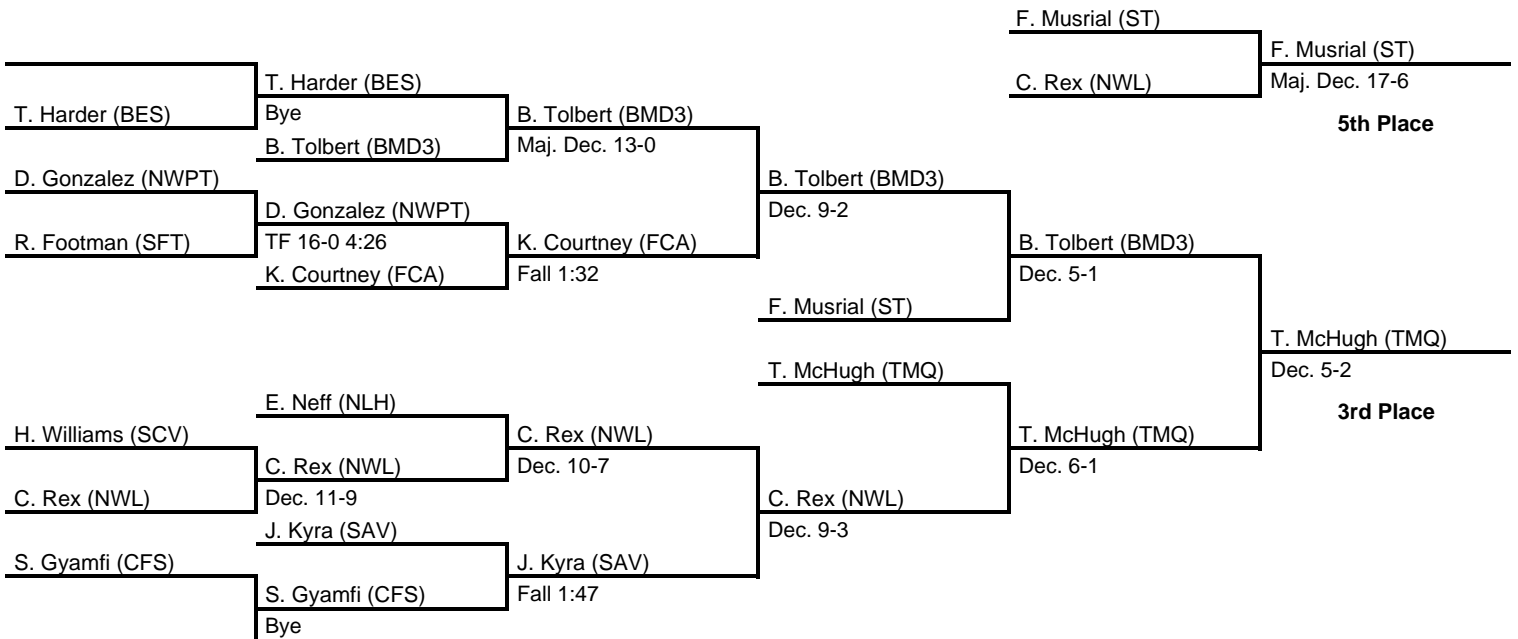 F. Musrial (ST)
F. Musrial (ST)
T. Harder (BES)
C. Rex (NWL)
Maj. Dec. 17-6
T. Harder (BES)
Bye
B. Tolbert (BMD3)
5th Place
B. Tolbert (BMD3)
Maj. Dec. 13-0
D. Gonzalez (NWPT)
B. Tolbert (BMD3)
D. Gonzalez (NWPT)
Dec. 9-2
R. Footman (SFT)
TF 16-0 4:26
K. Courtney (FCA)
B. Tolbert (BMD3)
K. Courtney (FCA)
Fall 1:32
Dec. 5-1
F. Musrial (ST)
T. McHugh (TMQ)
T. McHugh (TMQ)
Dec. 5-2
E. Neff (NLH)
3rd Place
H. Williams (SCV)
C. Rex (NWL)
T. McHugh (TMQ)
C. Rex (NWL)
Dec. 10-7
Dec. 6-1
C. Rex (NWL)
Dec. 11-9
C. Rex (NWL)
J. Kyra (SAV)
Dec. 9-3
S. Gyamfi (CFS)
J. Kyra (SAV)
S. Gyamfi (CFS)
Fall 1:47
Bye